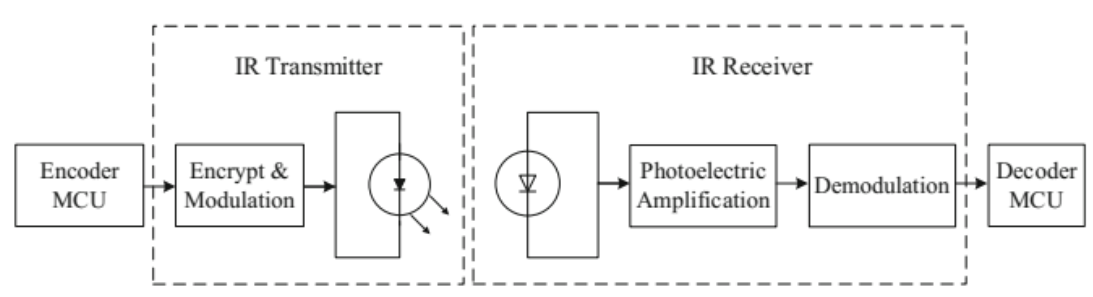 IR Transmitter
IR Receiver
Encoder
MCU
Encrypt &
Modulation
Photoelectric
Amplification
Demodulation
Decoder
MCU